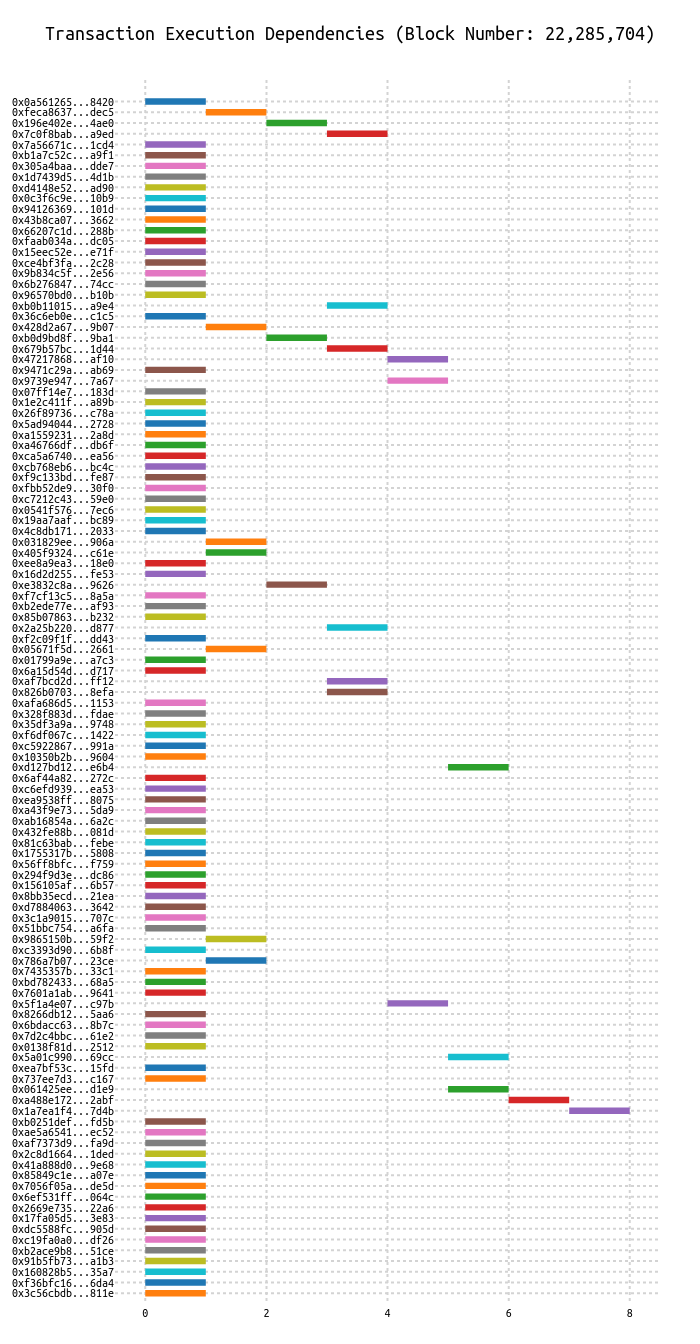 Transaction Execution Dependencies (Block Number: 22,285,704)
0x0a561265...8420
0xfeca8637...dec5
0x196e402e...4ae0
0x7c0f8bab...a9ed
0x7a56671c...1cd4
0xb1a7c52c...a9f1
0x305a4baa...dde7
0x1d7439d5...4d1b
0xd4148e52...ad90
0x0c3f6c9e...10b9
0x94126369...101d
0x43b8ca07...3662
0x66207c1d...288b
0xfaab034a...dc05
0x15eec52e...e71f
0xce4bf3fa...2c28
0x9b834c5f...2e56
0x6b276847...74cc
0x96570bd0...b10b
0xb0b11015...a9e4
0x36c6eb0e...c1c5
0x428d2a67...9b07
0xb0d9bd8f...9ba1
0x679b57bc...1d44
0x47217868...af10
0x9471c29a...ab69
0x9739e947...7a67
0x07ff14e7...183d
0x1e2c411f...a89b
0x26f89736...c78a
0x5ad94044...2728
0xa1559231...2a8d
0xa46766df...db6f
0xca5a6740...ea56
0xcb768eb6...bc4c
0xf9c133bd...fe87
0xfbb52de9...30f0
0xc7212c43...59e0
0x0541f576...7ec6
0x19aa7aaf...bc89
0x4c8db171...2033
0x031829ee...906a
0x405f9324...c61e
0xee8a9ea3...18e0
0x16d2d255...fe53
0xe3832c8a...9626
0xf7cf13c5...8a5a
0xb2ede77e...af93
0x85b07863...b232
0x2a25b220...d877
0xf2c09f1f...dd43
0x05671f5d...2661
0x01799a9e...a7c3
0x6a15d54d...d717
0xaf7bcd2d...ff12
0x826b0703...8efa
0xafa686d5...1153
0x328f883d...fdae
0x35df3a9a...9748
0xf6df067c...1422
0xc5922867...991a
0x10350b2b...9604
0xd127bd12...e6b4
0x6af44a82...272c
0xc6efd939...ea53
0xea9538ff...8075
0xa43f9e73...5da9
0xab16854a...6a2c
0x432fe88b...081d
0x81c63bab...febe
0x1755317b...5808
0x56ff8bfc...f759
0x294f9d3e...dc86
0x156105af...6b57
0x8bb35ecd...21ea
0xd7884063...3642
0x3c1a9015...707c
0x51bbc754...a6fa
0x9865150b...59f2
0xc3393d90...6b8f
0x786a7b07...23ce
0x7435357b...33c1
0xbd782433...68a5
0x7601a1ab...9641
0x5f1a4e07...c97b
0x8266db12...5aa6
0x6bdacc63...8b7c
0x7d2c4bbc...61e2
0x0138f81d...2512
0x5a01c990...69cc
0xea7bf53c...15fd
0x737ee7d3...c167
0x061425ee...d1e9
0xa488e172...2abf
0x1a7ea1f4...7d4b
0xb0251def...fd5b
0xae5a6541...ec52
0xaf7373d9...fa9d
0x2c8d1664...1ded
0x41a888d0...9e68
0x85849c1e...a07e
0x7056f05a...de5d
0x6ef531ff...064c
0x2669e735...22a6
0x17fa05d5...3e83
0xdc5588fc...905d
0xc19fa0a0...df26
0xb2ace9b8...51ce
0x91b5fb73...a1b3
0x160828b5...35a7
0xf36bfc16...6da4
0x3c56cbdb...811e
0 2 4 6 8